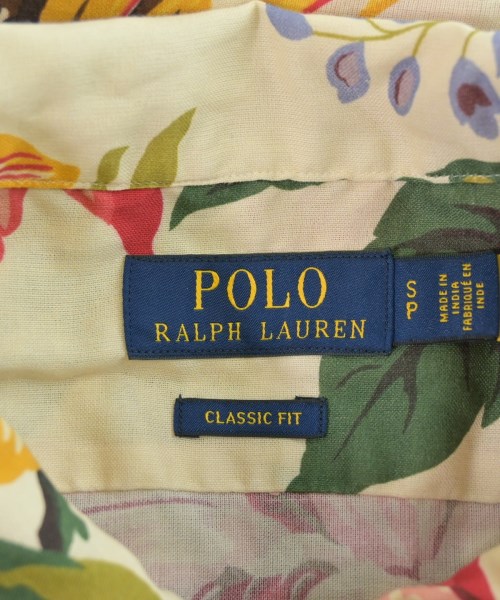 POLO
RALPH LAUREN
S
P
MADE IN
INDIA
FABRIQUÉ EN
INDE
CLASSIC FIT